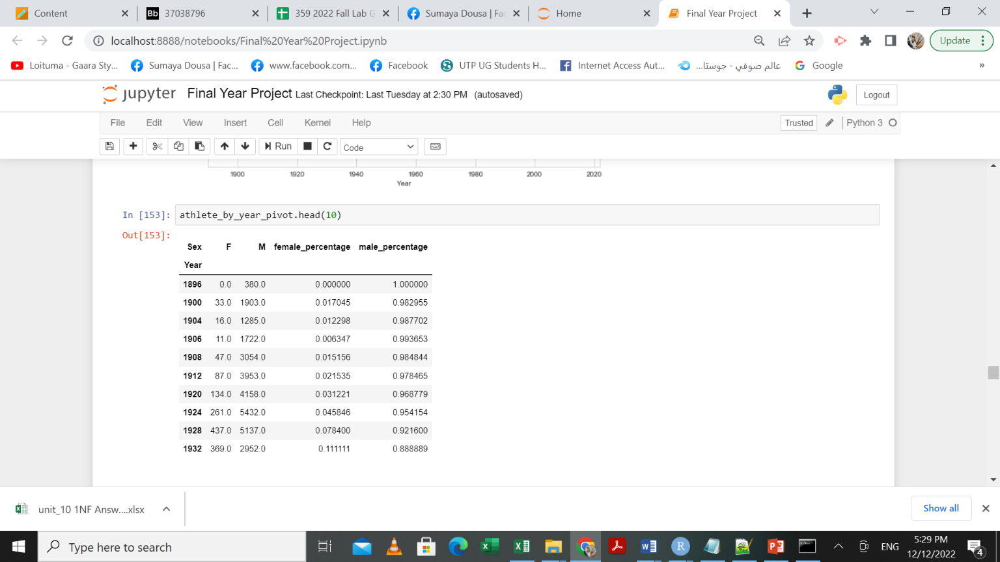 Content
Bb 37038796
359 2022 Fall Lab G
Sumaya Dousa | Fac
Home
Final Year Project
localhost:8888/notebooks/Final%20Year%20Project.ipynb
Update
Loituma - Gaara Sty...
Sumaya Dousa | Fac...
www.facebook.com...
Facebook
UTP UG Students H...
Internet Access Aut...
عالم صوفي - جوستا...
Google
»
jupyter Final Year Project Last Checkpoint: Last Tuesday at 2:30 PM (autosaved)
Logout
File Edit View Insert Cell Kernel Help
Trusted
Python 3
Run
Code
1900 1920 1940 1960 1980 2000 2020
Year
In [153]: athlete_by_year_pivot.head(10)
Out[153]:
Sex F M female_percentage male_percentage
Year
1896 0.0 380.0 0.000000 1.000000
1900 33.0 1903.0 0.017045 0.982955
1904 16.0 1285.0 0.012298 0.987702
1906 11.0 1722.0 0.006347 0.993653
1908 47.0 3054.0 0.015156 0.984844
1912 87.0 3953.0 0.021535 0.978465
1920 134.0 4158.0 0.031221 0.968779
1924 261.0 5432.0 0.045846 0.954154
1928 437.0 5137.0 0.078400 0.921600
1932 369.0 2952.0 0.111111 0.888889
unit_10 1NF Answ....xlsx
Show all
Type here to search
ENG
5:29 PM
12/12/2022
4